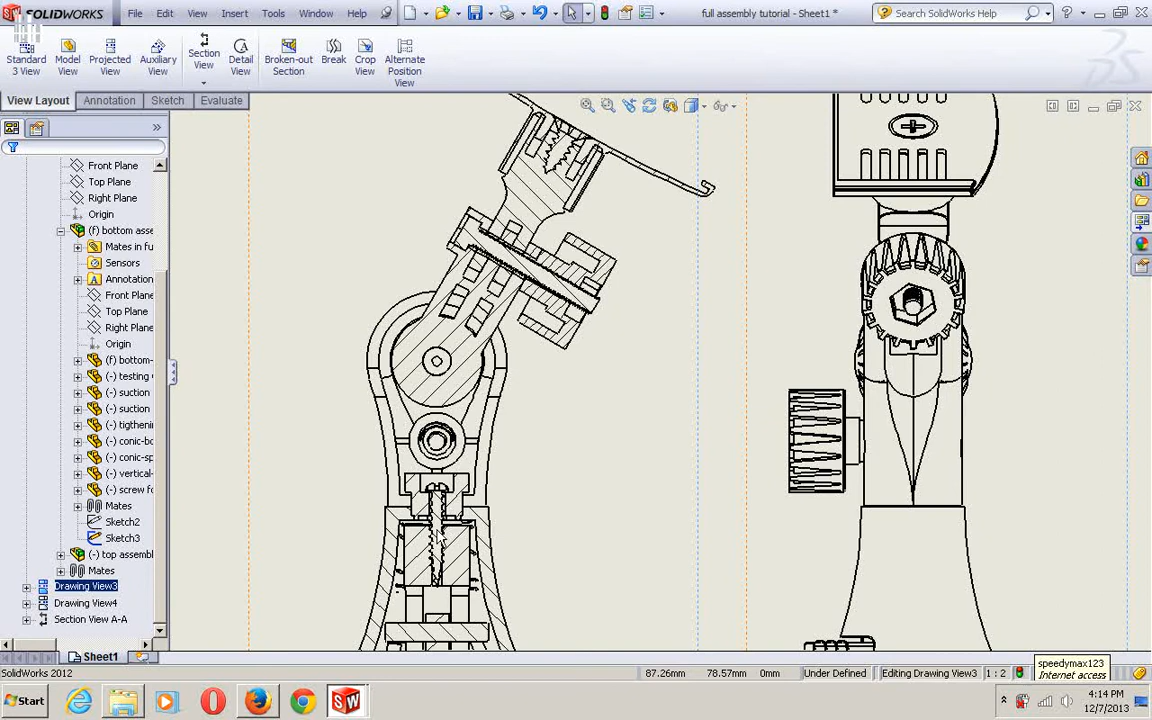 SOLIDWORKS File Edit View Insert Tools Window Help full assembly tutorial - Sheet1 * Search SolidWorks Help
Standard 3 View
Model View
Projected View
Auxiliary View
Section View
Detail View
Broken-out Section
Break
Crop View
Alternate Position View
View Layout Annotation Sketch Evaluate
Front Plane
Top Plane
Right Plane
Origin
(f) bottom asse
Mates in fu
Sensors
Annotation
Front Plane
Top Plane
Right Plane
Origin
(f) bottom-
(-) testing
(-) suction
(-) suction
(-) tigthenin
(-) conic-bo
(-) conic-sp
(-) vertical-
(-) screw fo
Mates
Sketch2
Sketch3
(-) top assembl
Mates
Drawing View3
Drawing View4
Section View A-A
Sheet1
SolidWorks 2012 87.26mm 78.57mm 0mm Under Defined Editing Drawing View3 1 : 2
speedymax123
Internet access
Start
4:14 PM
12/7/2013